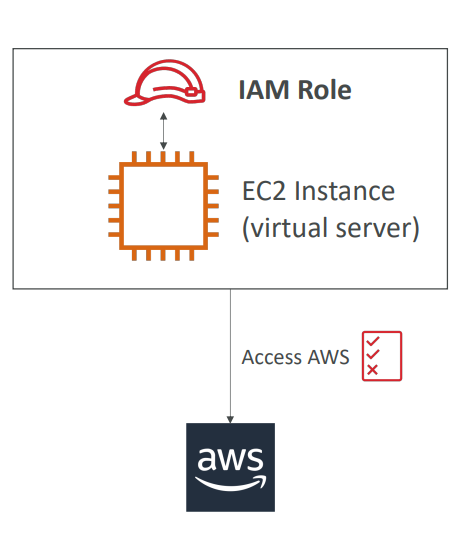 IAM Role
EC2 Instance
(virtual server)
Access AWS
aws